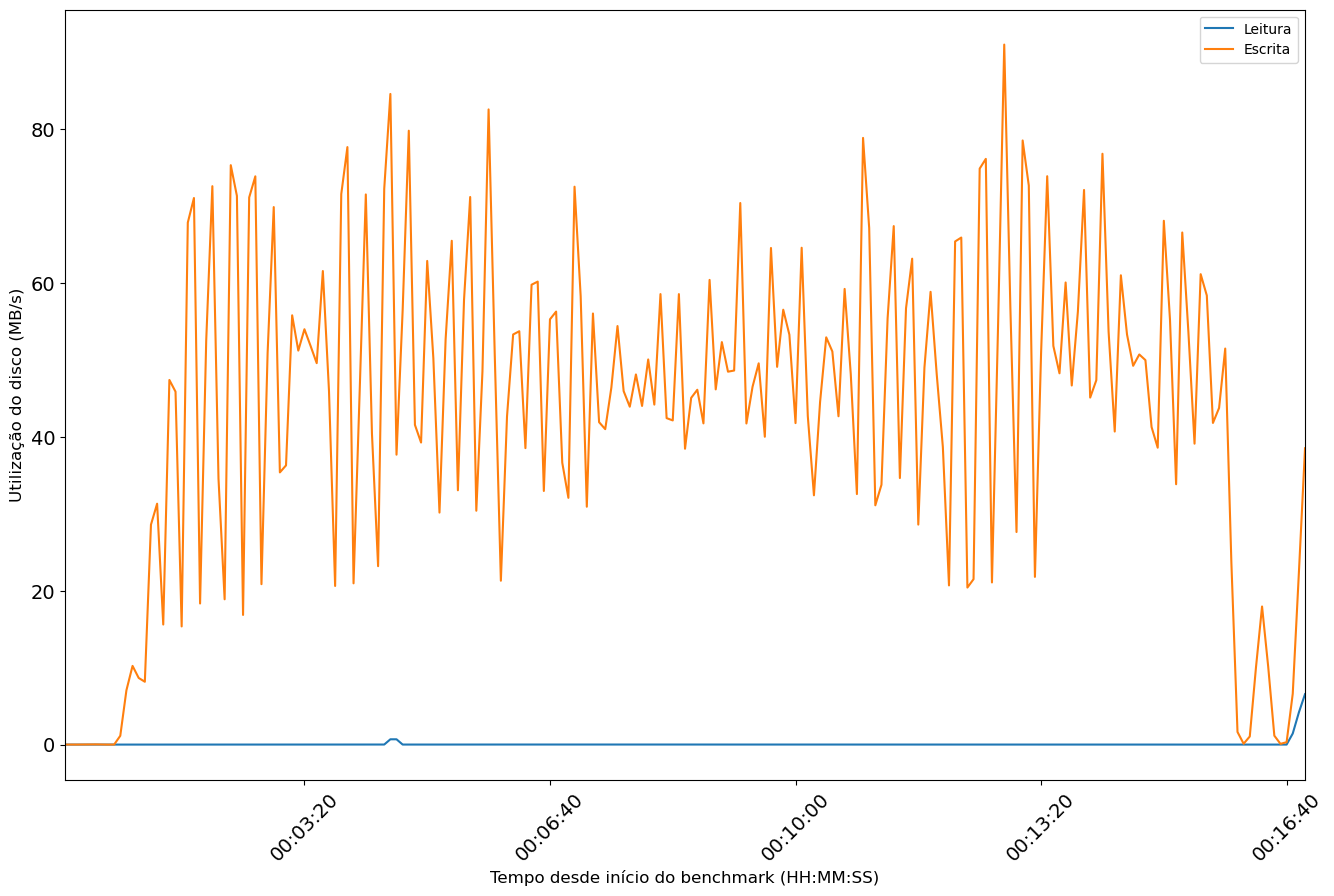 Leitura
Escrita
Utilização do disco (MB/s)
80
60
40
20
0
00:03:20
00:06:40
00:10:00
00:13:20
00:16:40
Tempo desde início do benchmark (HH:MM:SS)